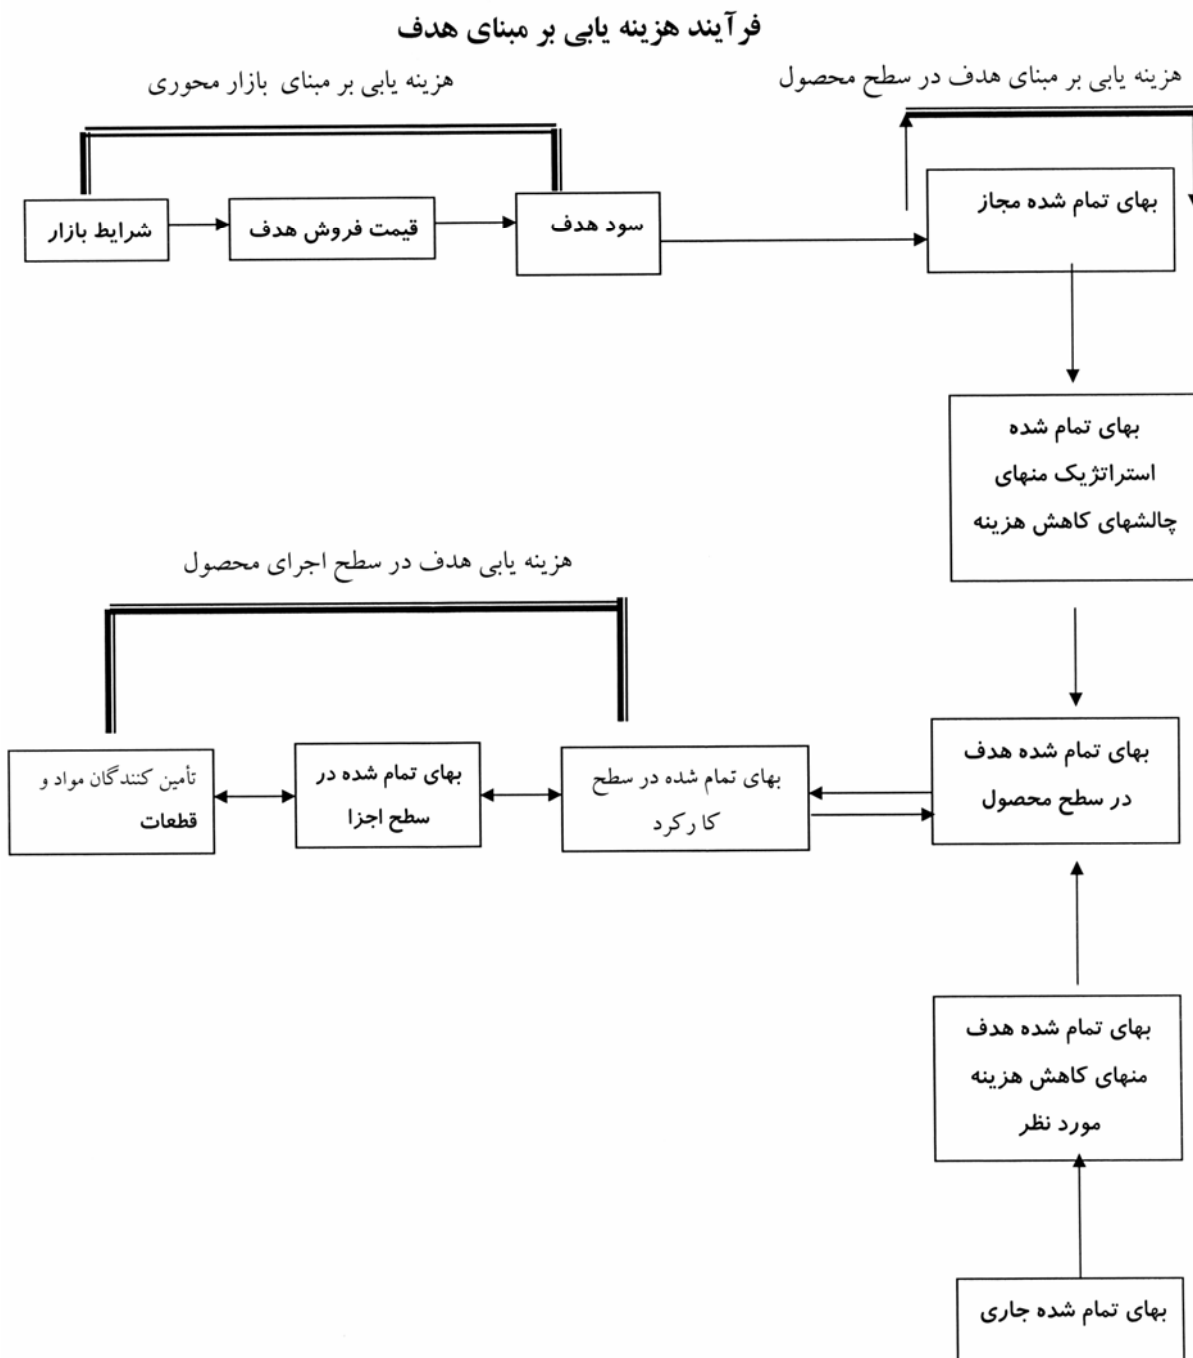 فرآیند هزینه یابی بر مبنای هدف
هزینه یابی بر مبنای هدف در سطح محصول
هزینه یابی بر مبنای بازار محوری
شرایط بازار
قیمت فروش هدف
سود هدف
بهای تمام شده مجاز
بهای تمام شده
استراتژیک منهای
چالشهای کاهش هزینه
هزینه یابی هدف در سطح اجرای محصول
بهای تمام شده هدف
در سطح محصول
بهای تمام شده در سطح
کا رکرد
بهای تمام شده در
سطح اجزا
تأمین کنندگان مواد و
قطعات
بهای تمام شده هدف
منهای کاهش هزینه
مورد نظر
بهای تمام شده جاری